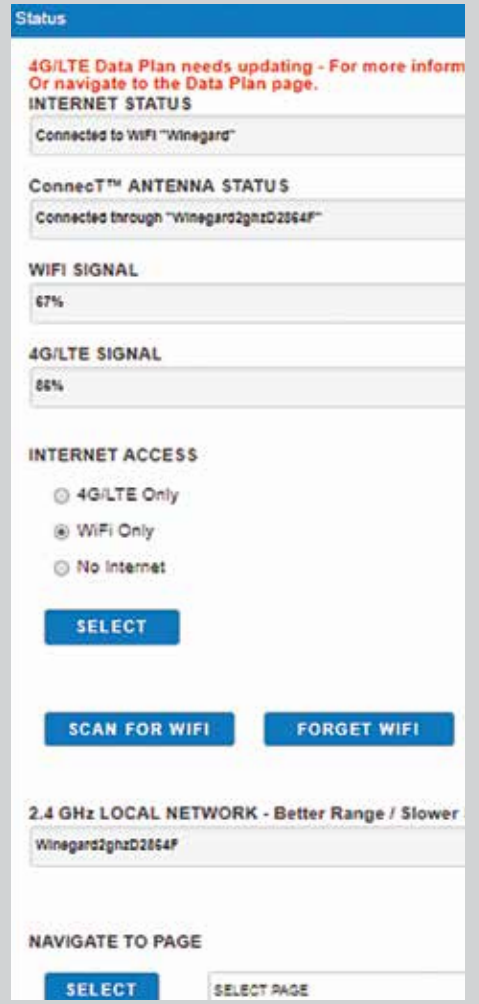 Status
4G/LTE Data Plan needs updating - For more inform
Or navigate to the Data Plan page.
INTERNET STATUS
Connected to WiFi "Winegard"
ConnecT™ ANTENNA STATUS
Connected through "Winegard2ghzD2864F"
WIFI SIGNAL
67%
4G/LTE SIGNAL
86%
INTERNET ACCESS
4G/LTE Only
WiFi Only
No Internet
SELECT
SCAN FOR WIFI FORGET WIFI
2.4 GHz LOCAL NETWORK - Better Range / Slower
Winegard2ghzD2864F
NAVIGATE TO PAGE
SELECT SELECT PAGE